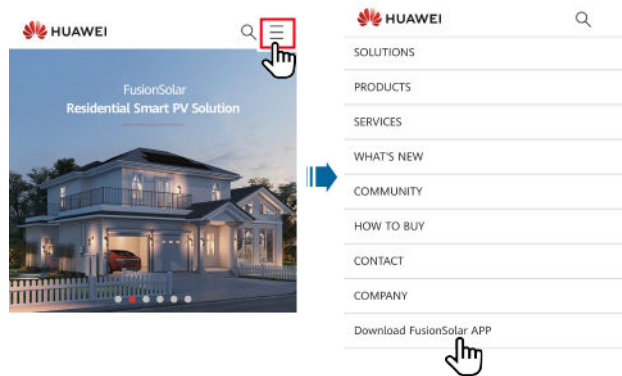 HUAWEI
FusionSolar
Residential Smart PV Solution
HUAWEI
SOLUTIONS
PRODUCTS
SERVICES
WHAT'S NEW
COMMUNITY
HOW TO BUY
CONTACT
COMPANY
Download FusionSolar APP